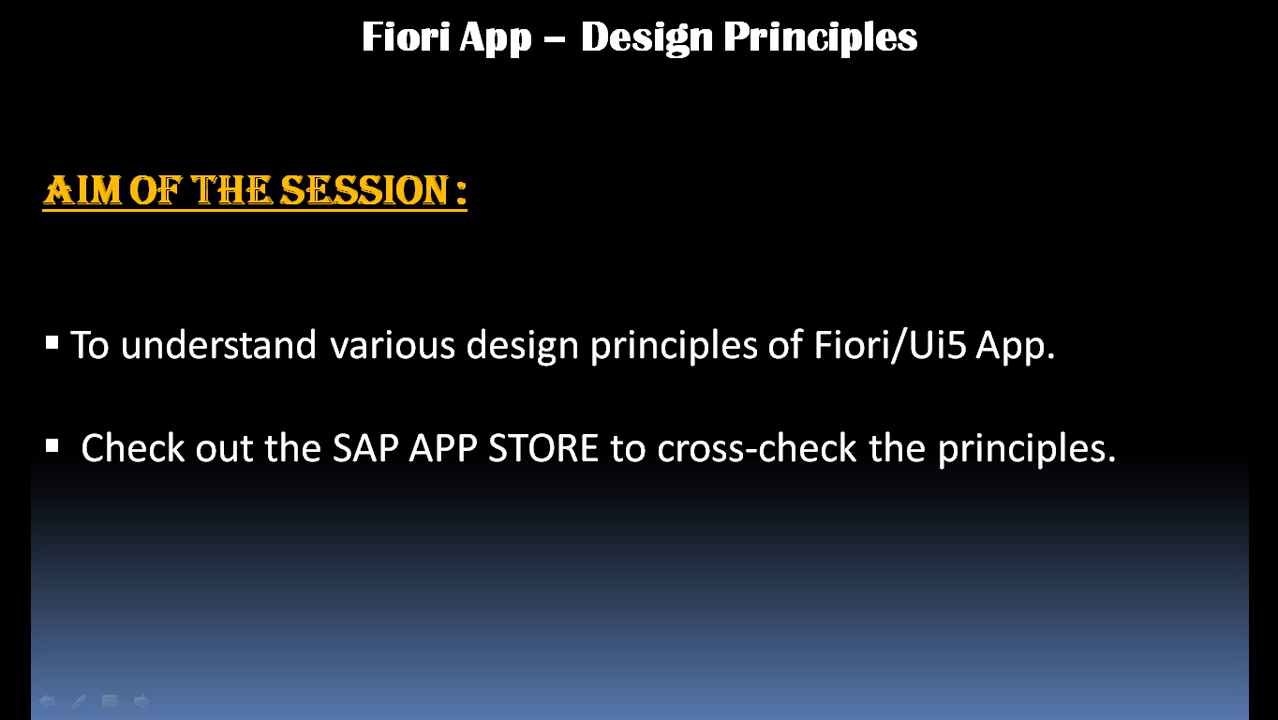 Fiori App – Design Principles
AIM OF THE SESSION :
▪ To understand various design principles of Fiori/Ui5 App.
▪ Check out the SAP APP STORE to cross-check the principles.